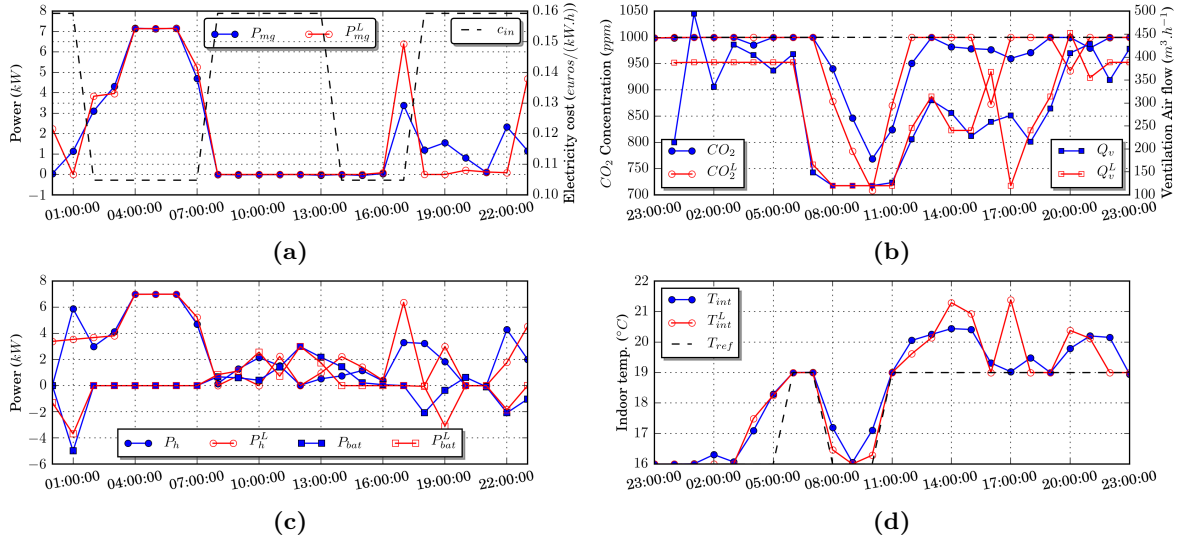 8
7
6
5
4
3
2
1
0
−1
Power (kW)
P_mg P^L_mg c_in
0.16
0.15
0.14
0.13
0.12
0.11
0.10
Electricity cost (euros/(kW.h))
01:00:00 04:00:00 07:00:00 10:00:00 13:00:00 16:00:00 19:00:00 22:00:00
(a)
1050
1000
950
900
850
800
750
700
CO_2 Concentration (ppm)
CO_2 Q_v
CO^L_2 Q^L_v
500
450
400
350
300
250
200
150
100
Ventilation Air flow (m^3.h^−1)
23:00:00 02:00:00 05:00:00 08:00:00 11:00:00 14:00:00 17:00:00 20:00:00 23:00:00
(b)
8
6
4
2
0
−2
−4
−6
Power (kW)
P_h P^L_h P_bat P^L_bat
01:00:00 04:00:00 07:00:00 10:00:00 13:00:00 16:00:00 19:00:00 22:00:00
(c)
22
21
20
19
18
17
16
Indoor temp. (°C)
T_int
T^L_int
T_ref
23:00:00 02:00:00 05:00:00 08:00:00 11:00:00 14:00:00 17:00:00 20:00:00 23:00:00
(d)